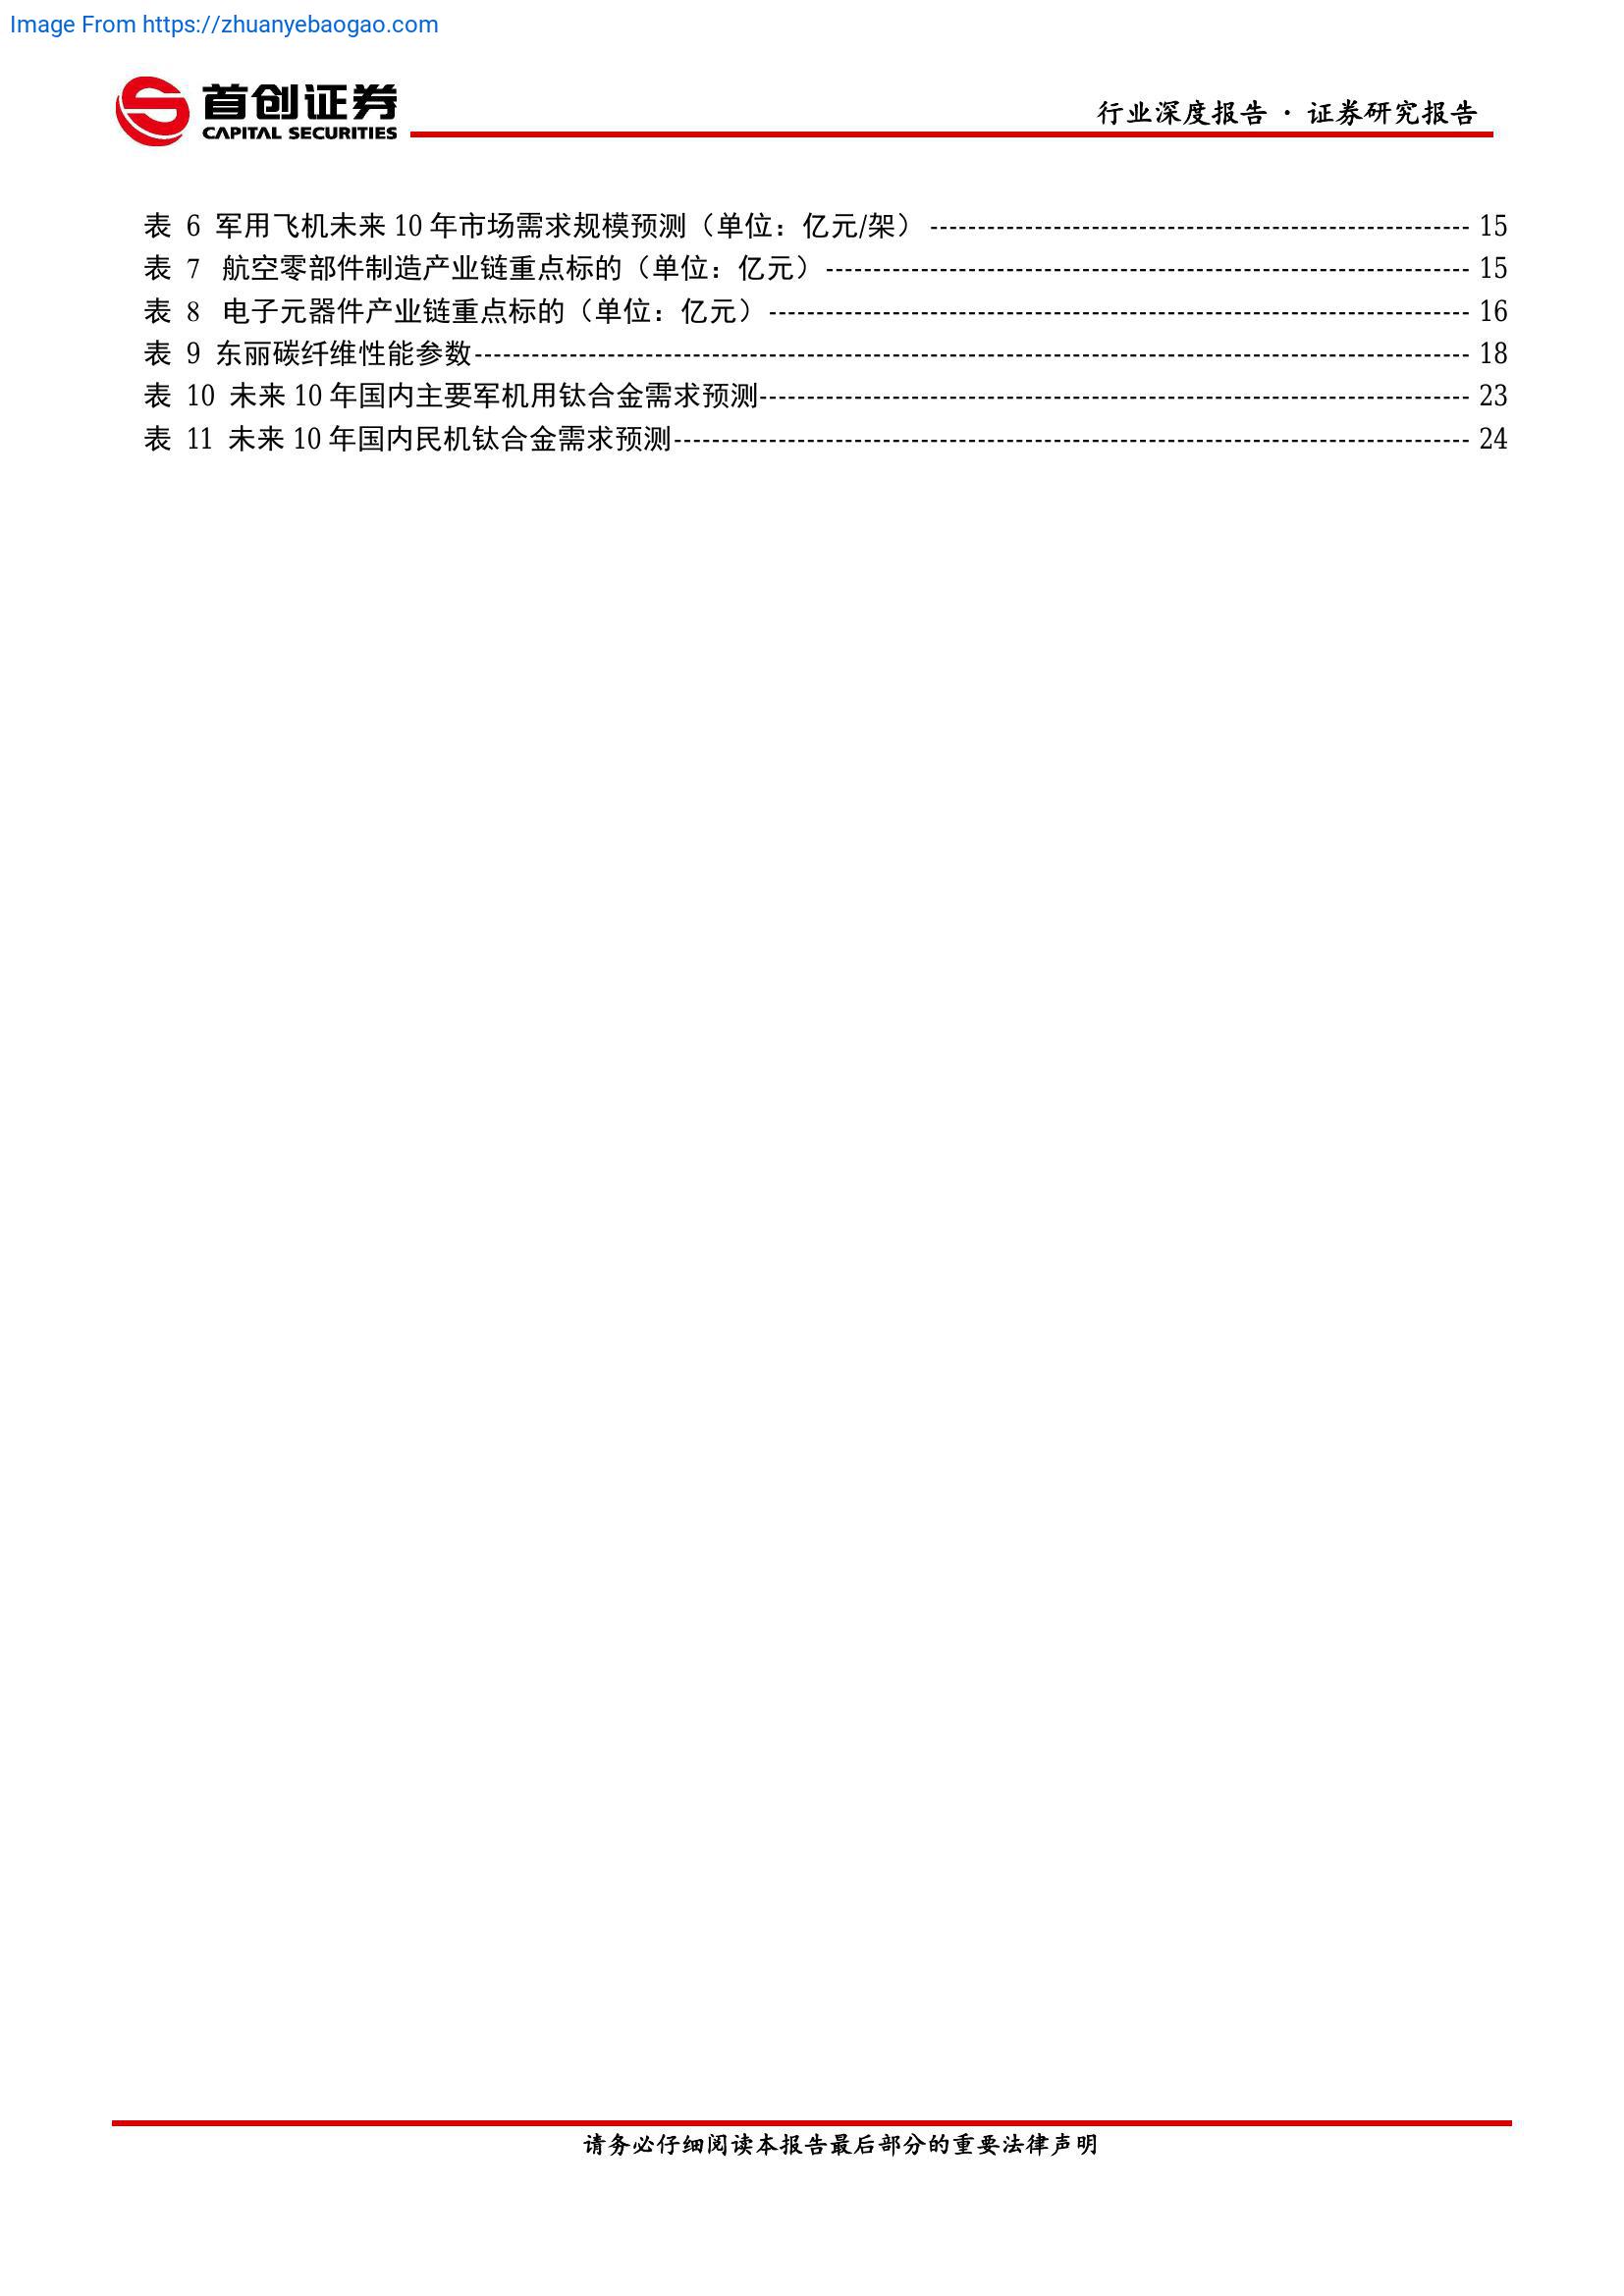 Image From https://zhuanyebaogao.com
首创证券
CAPITAL SECURITIES
行业深度报告 · 证券研究报告
表 6 军用飞机未来 10 年市场需求规模预测（单位：亿元/架） -------------------------------------------------------- 15
表 7 航空零部件制造产业链重点标的（单位：亿元） ------------------------------------------------------------------- 15
表 8 电子元器件产业链重点标的（单位：亿元） ------------------------------------------------------------------------- 16
表 9 东丽碳纤维性能参数-------------------------------------------------------------------------------------------------------- 18
表 10 未来 10 年国内主要军机用钛合金需求预测-------------------------------------------------------------------------- 23
表 11 未来 10 年国内民机钛合金需求预测----------------------------------------------------------------------------------- 24
请务必仔细阅读本报告最后部分的重要法律声明